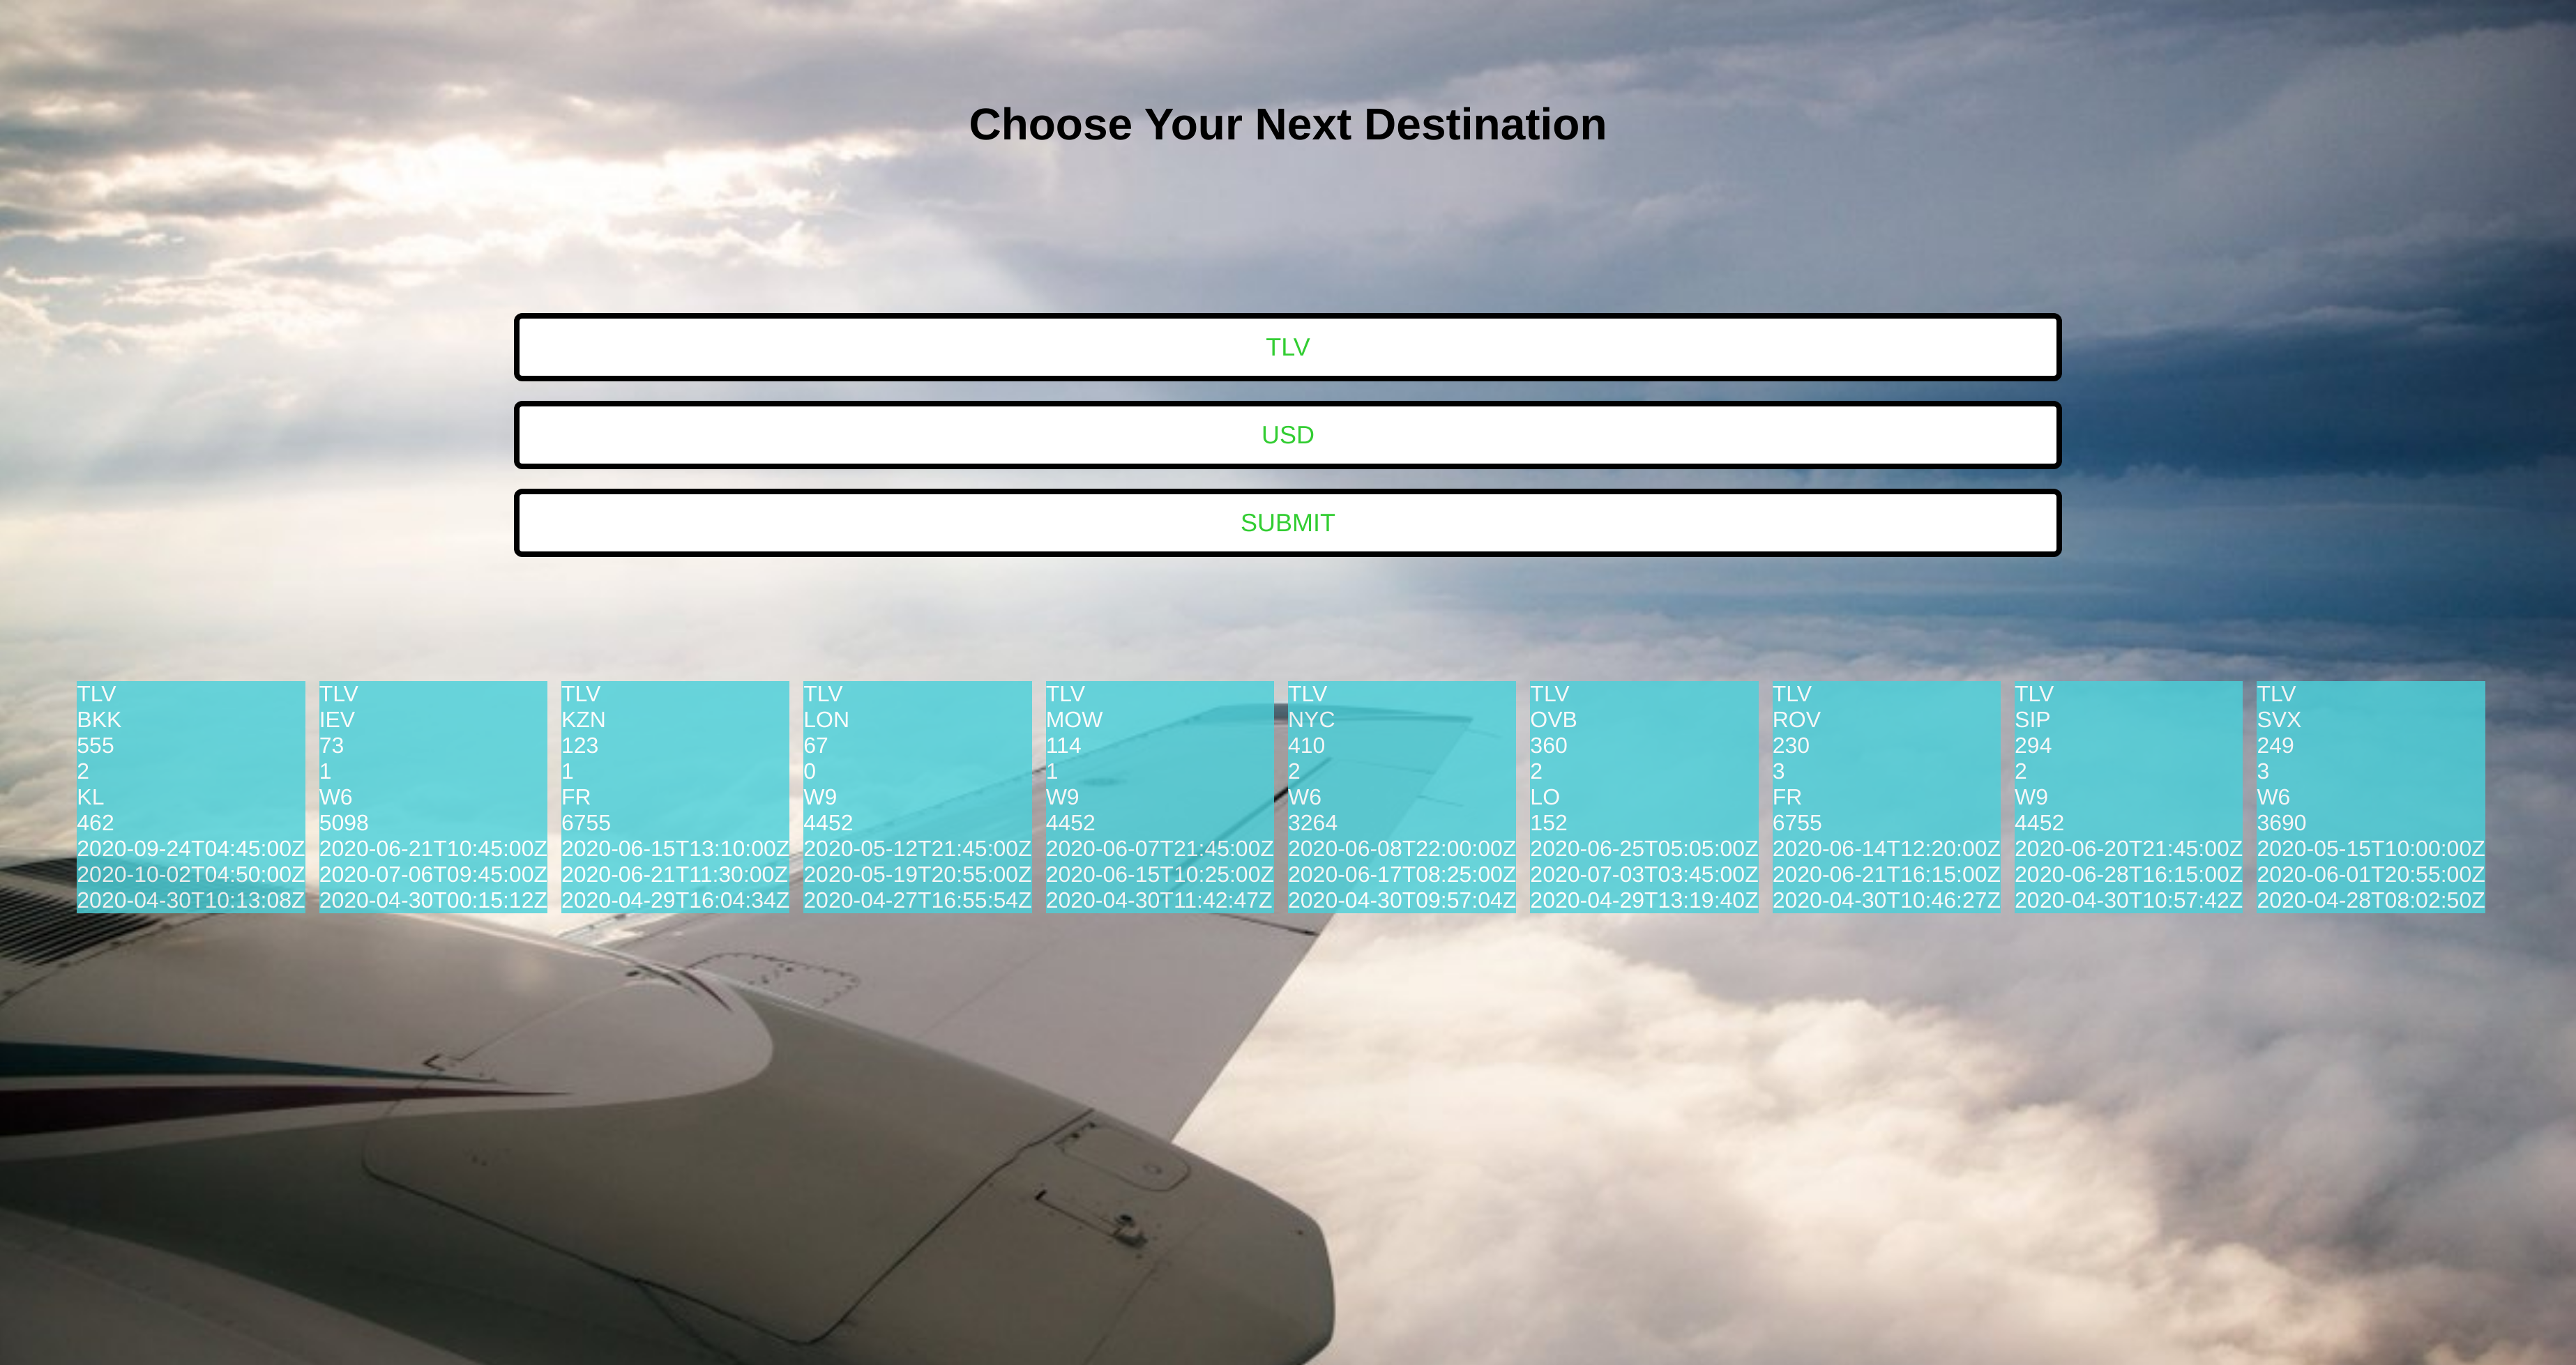 Choose Your Next Destination
TLV
USD
SUBMIT
TLV
BKK
555
2
KL
462
2020-09-24T04:45:00Z
2020-10-02T04:50:00Z
2020-04-30T10:13:08Z
TLV
IEV
73
1
W6
5098
2020-06-21T10:45:00Z
2020-07-06T09:45:00Z
2020-04-30T00:15:12Z
TLV
KZN
123
1
FR
6755
2020-06-15T13:10:00Z
2020-06-21T11:30:00Z
2020-04-29T16:04:34Z
TLV
LON
67
0
W9
4452
2020-05-12T21:45:00Z
2020-05-19T20:55:00Z
2020-04-27T16:55:54Z
TLV
MOW
114
1
W9
4452
2020-06-07T21:45:00Z
2020-06-15T10:25:00Z
2020-04-30T11:42:47Z
TLV
NYC
410
2
W6
3264
2020-06-08T22:00:00Z
2020-06-17T08:25:00Z
2020-04-30T09:57:04Z
TLV
OVB
360
2
LO
152
2020-06-25T05:05:00Z
2020-07-03T03:45:00Z
2020-04-29T13:19:40Z
TLV
ROV
230
3
FR
6755
2020-06-14T12:20:00Z
2020-06-21T16:15:00Z
2020-04-30T10:46:27Z
TLV
SIP
294
2
W9
4452
2020-06-20T21:45:00Z
2020-06-28T16:15:00Z
2020-04-30T10:57:42Z
TLV
SVX
249
3
W6
3690
2020-05-15T10:00:00Z
2020-06-01T20:55:00Z
2020-04-28T08:02:50Z